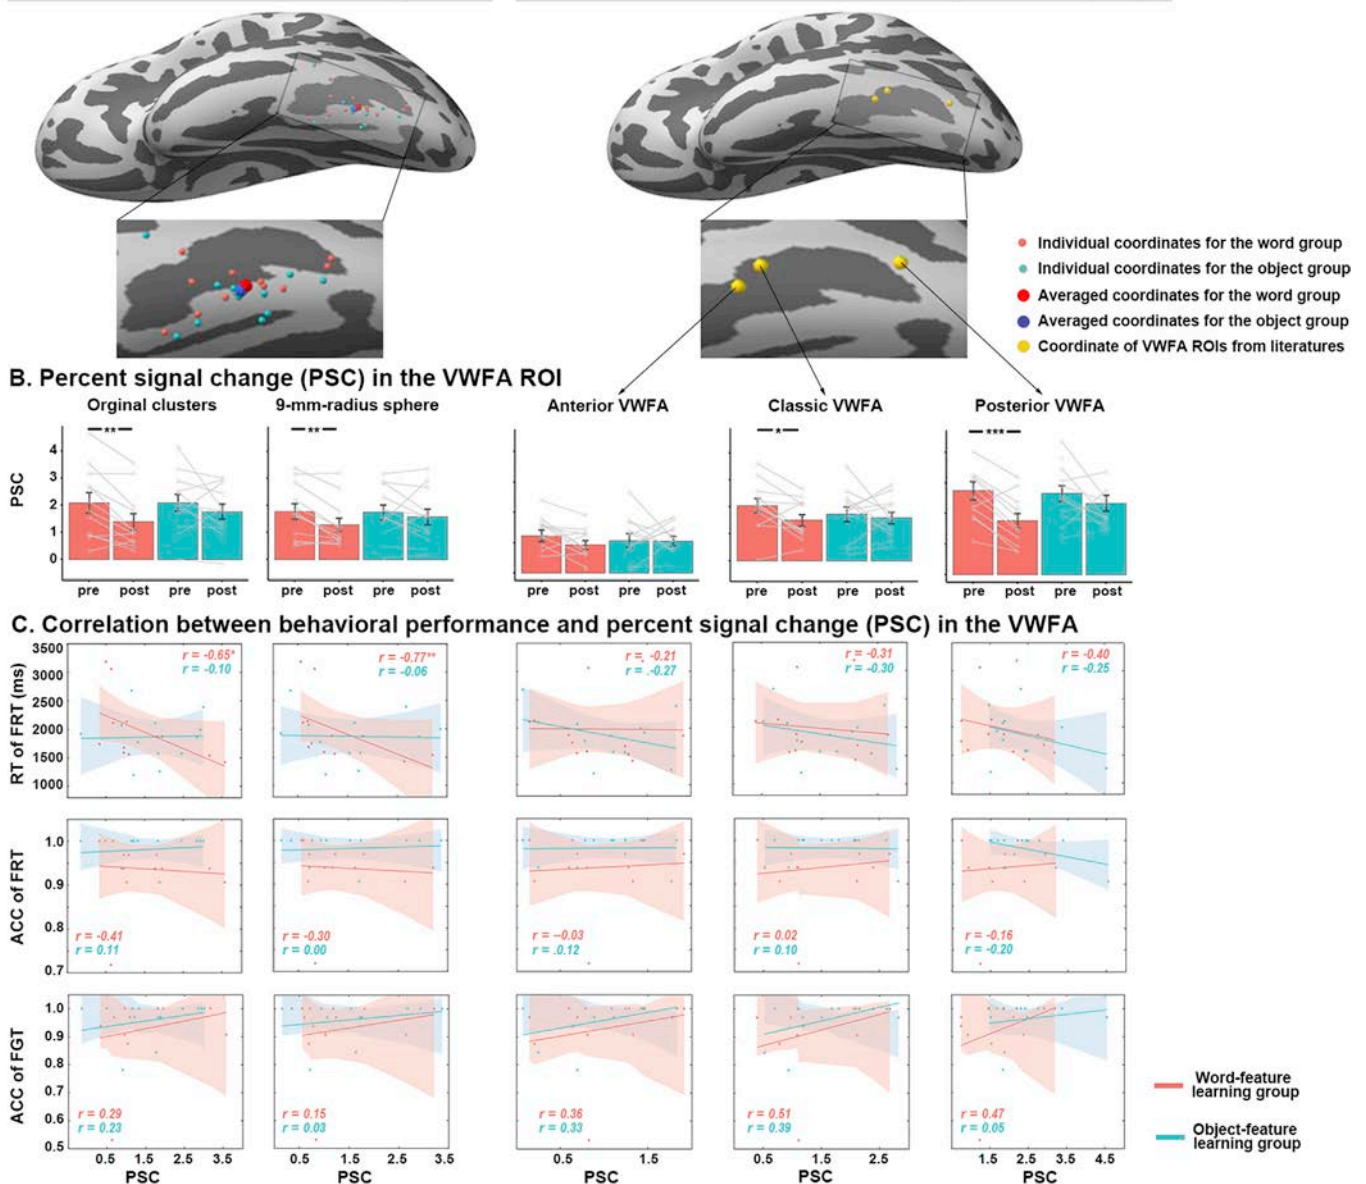 Individual coordinates for the word group
Individual coordinates for the object group
Averaged coordinates for the word group
Averaged coordinates for the object group
Coordinate of VWFA ROIs from literatures
B. Percent signal change (PSC) in the VWFA ROI
Orginal clusters 9-mm-radius sphere Anterior VWFA Classic VWFA Posterior VWFA
** ** * ***
PSC
4
3
2
1
0
pre post pre post pre post pre post pre post pre post pre post pre post pre post pre post
C. Correlation between behavioral performance and percent signal change (PSC) in the VWFA
RT of FRT (ms)
3500
3000
2500
2000
1500
1000
r = -0.65* r = -0.77** r = -0.21 r = -0.31 r = -0.40
r = -0.10 r = -0.06 r = .-0.27 r = -0.30 r = -0.25
ACC of FRT
1.0
0.9
0.8
0.7
r = -0.41 r = -0.30 r = --0.03 r = 0.02 r = -0.16
r = 0.11 r = 0.00 r = .0.12 r = 0.10 r = -0.20
ACC of FGT
1.0
0.9
0.8
0.7
0.6
0.5
r = 0.29 r = 0.15 r = 0.36 r = 0.51 r = 0.47
r = 0.23 r = 0.03 r = 0.33 r = 0.39 r = 0.05
0.5 1.5 2.5 3.5 0.5 1.5 2.5 3.5 0.5 1.5 0.5 1.5 2.5 1.5 2.5 3.5 4.5
PSC PSC PSC PSC PSC
Word-feature
learning group
Object-feature
learning group